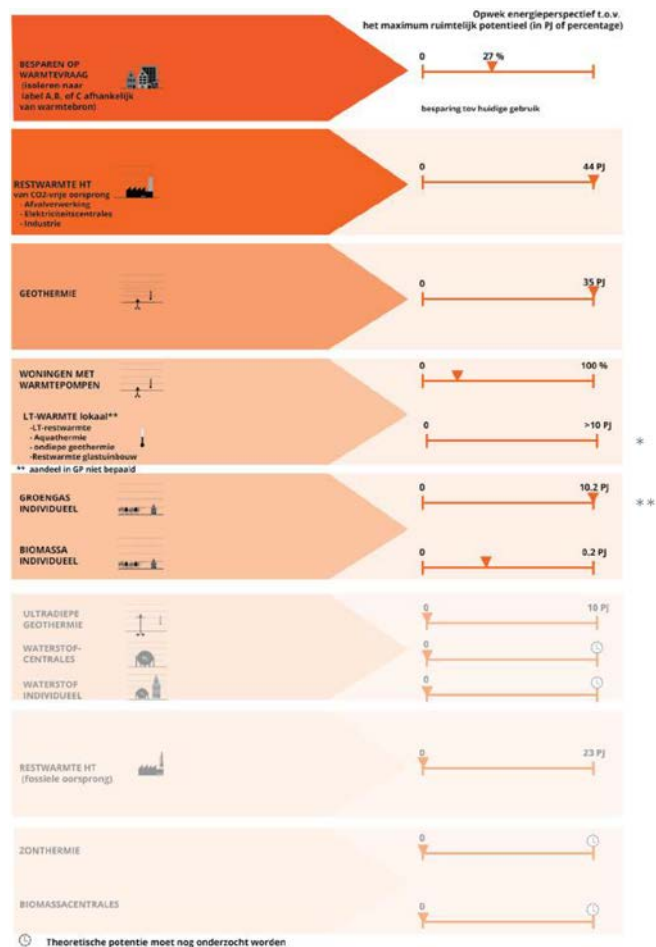 Opwek energieperspectief t.o.v.
het maximum ruimtelijk potentieel (in PJ of percentage)
BESPAREN OP
WARMTEVRAAG
(isoleren naar
label A,B, of C afhankelijk
van warmtebron)
0
27 %
besparing tov huidige gebruik
RESTWARMTE HT
van CO2-vrije oorsprong
- Afvalverwerking
- Elektriciteitscentrales
- Industrie
0
44 PJ
GEOTHERMIE
0
35 PJ
WONINGEN MET
WARMTEPOMPEN
0
100 %
LT-WARMTE lokaal**
-LT-restwarmte
- Aquathermie
- ondiepe geothermie
-Restwarmte glastuinbouw
** aandeel in GP niet bepaald
0
>10 PJ
*
GROENGAS
INDIVIDUEEL
0
10.2 PJ
**
BIOMASSA
INDIVIDUEEL
0
0.2 PJ
ULTRADIEPE
GEOTHERMIE
0
10 PJ
WATERSTOF-
CENTRALES
0
WATERSTOF
INDIVIDUEEL
0
RESTWARMTE HT
(fossiele oorsprong)
0
23 PJ
ZONTHERMIE
0
BIOMASSACENTRALES
0
Theoretische potentie moet nog onderzocht worden